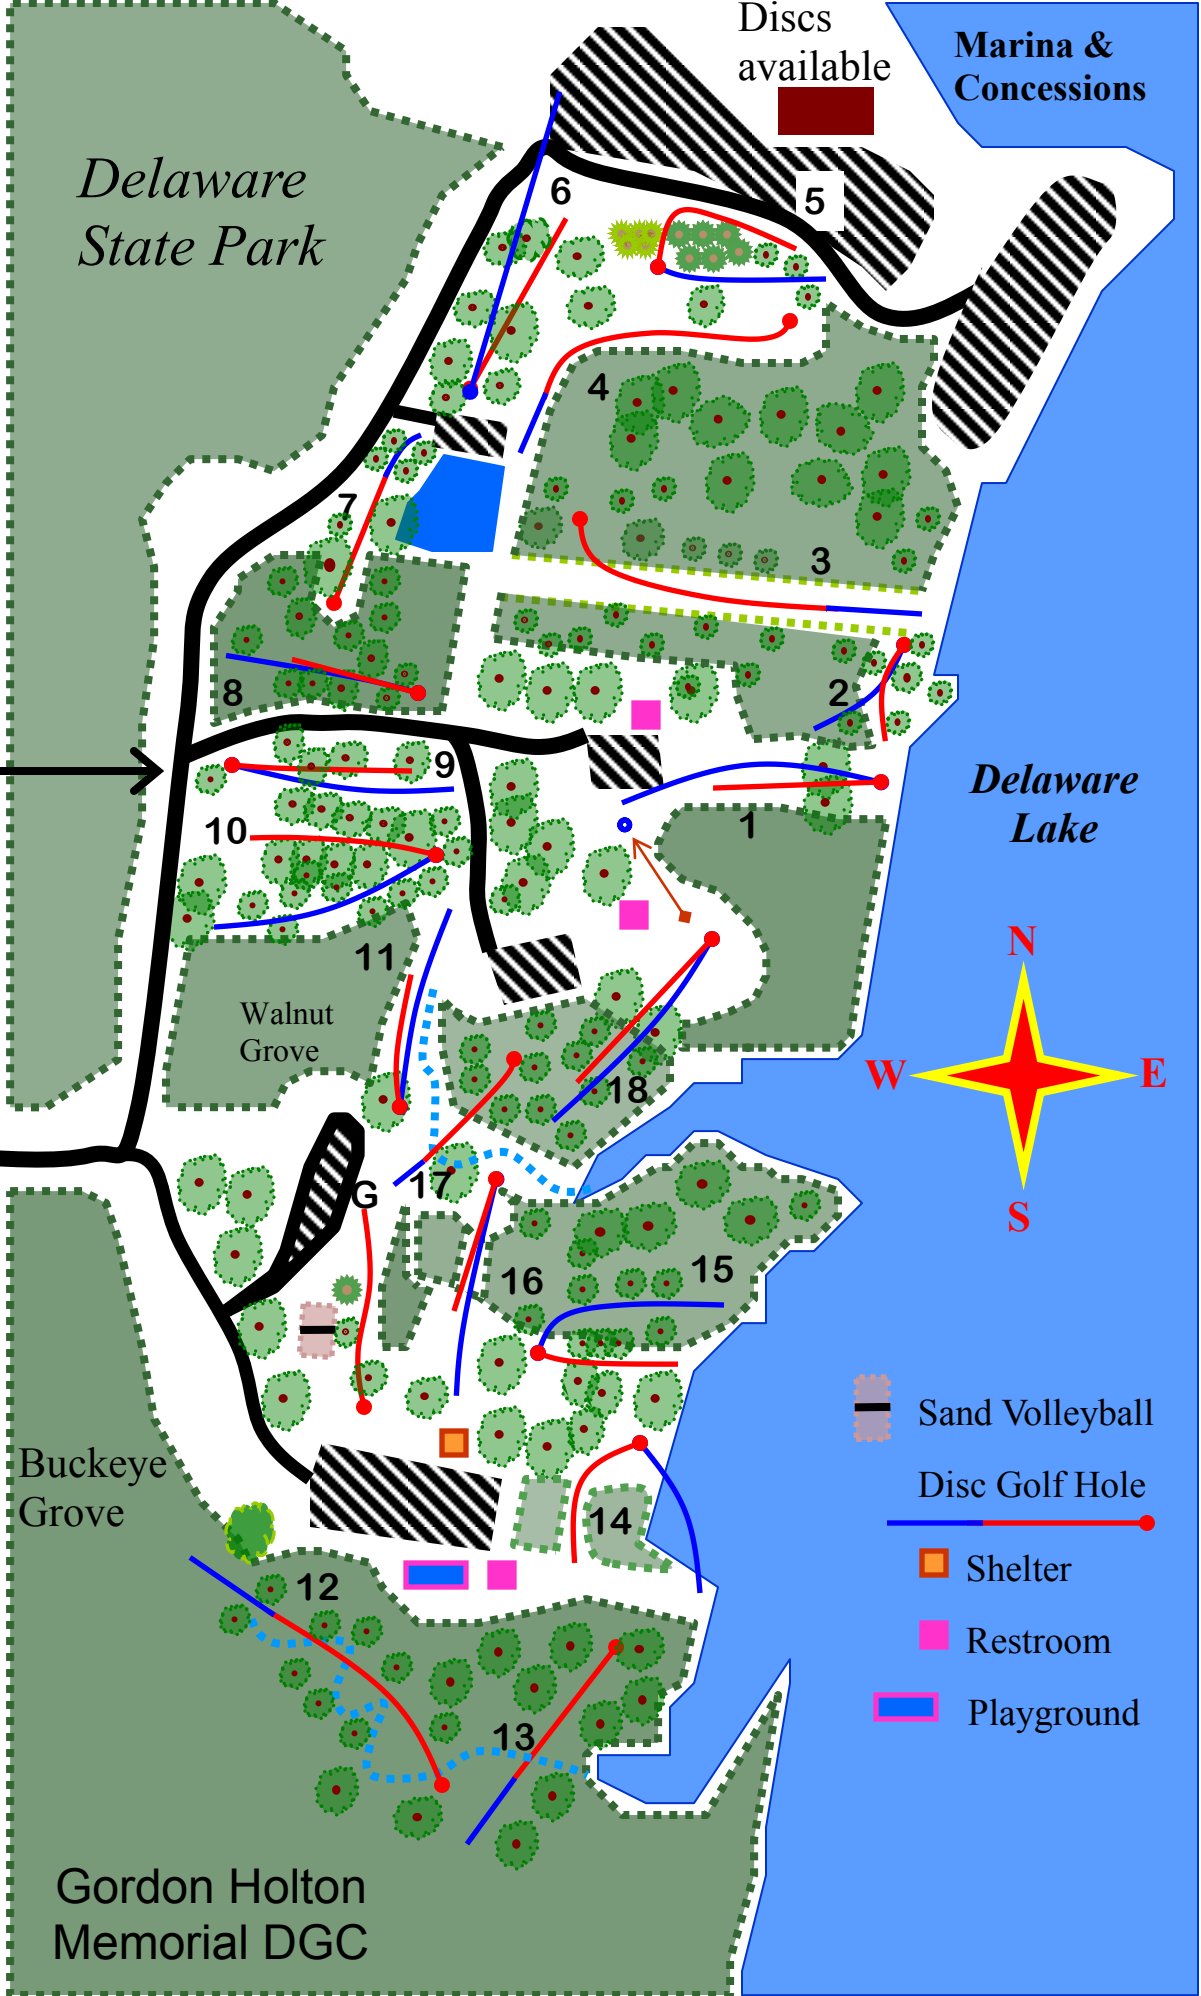 Discs
available
Marina &
Concessions
Delaware
State Park
6
5
4
7
3
8
2
9
10
1
Delaware
Lake
11
N
Walnut
Grove
W
E
18
17
G
S
16
15
Sand Volleyball
Buckeye
Grove
Disc Golf Hole
14
Shelter
12
Restroom
13
Playground
Gordon Holton
Memorial DGC